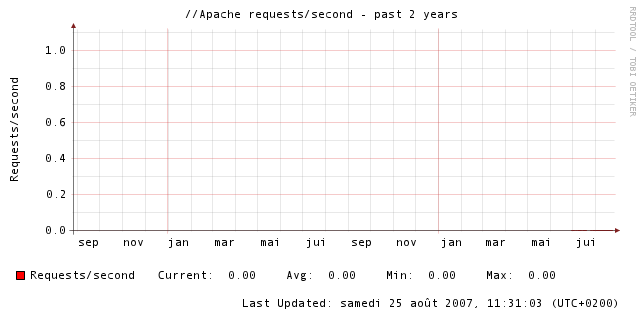 //Apache requests/second - past 2 years
RRDTOOL / TOBI OETIKER
Requests/second
1.0
0.8
0.6
0.4
0.2
0.0
sep nov jan mar mai jui sep nov jan mar mai jui
Requests/second Current: 0.00 Avg: 0.00 Min: 0.00 Max: 0.00
Last Updated: samedi 25 août 2007, 11:31:03 (UTC+0200)